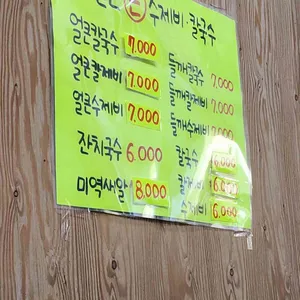 수제비·칼국수
얼큰칼국수 7.000
얼큰칼제비 7.000
얼큰수제비 7.000
잔치국수 6.000
미역새알 8.000
들깨칼국수 7.000
들깨칼제비 7.000
들깨수제비 7.000
칼국수 6.000
칼제비 6.000
수제비 6.000